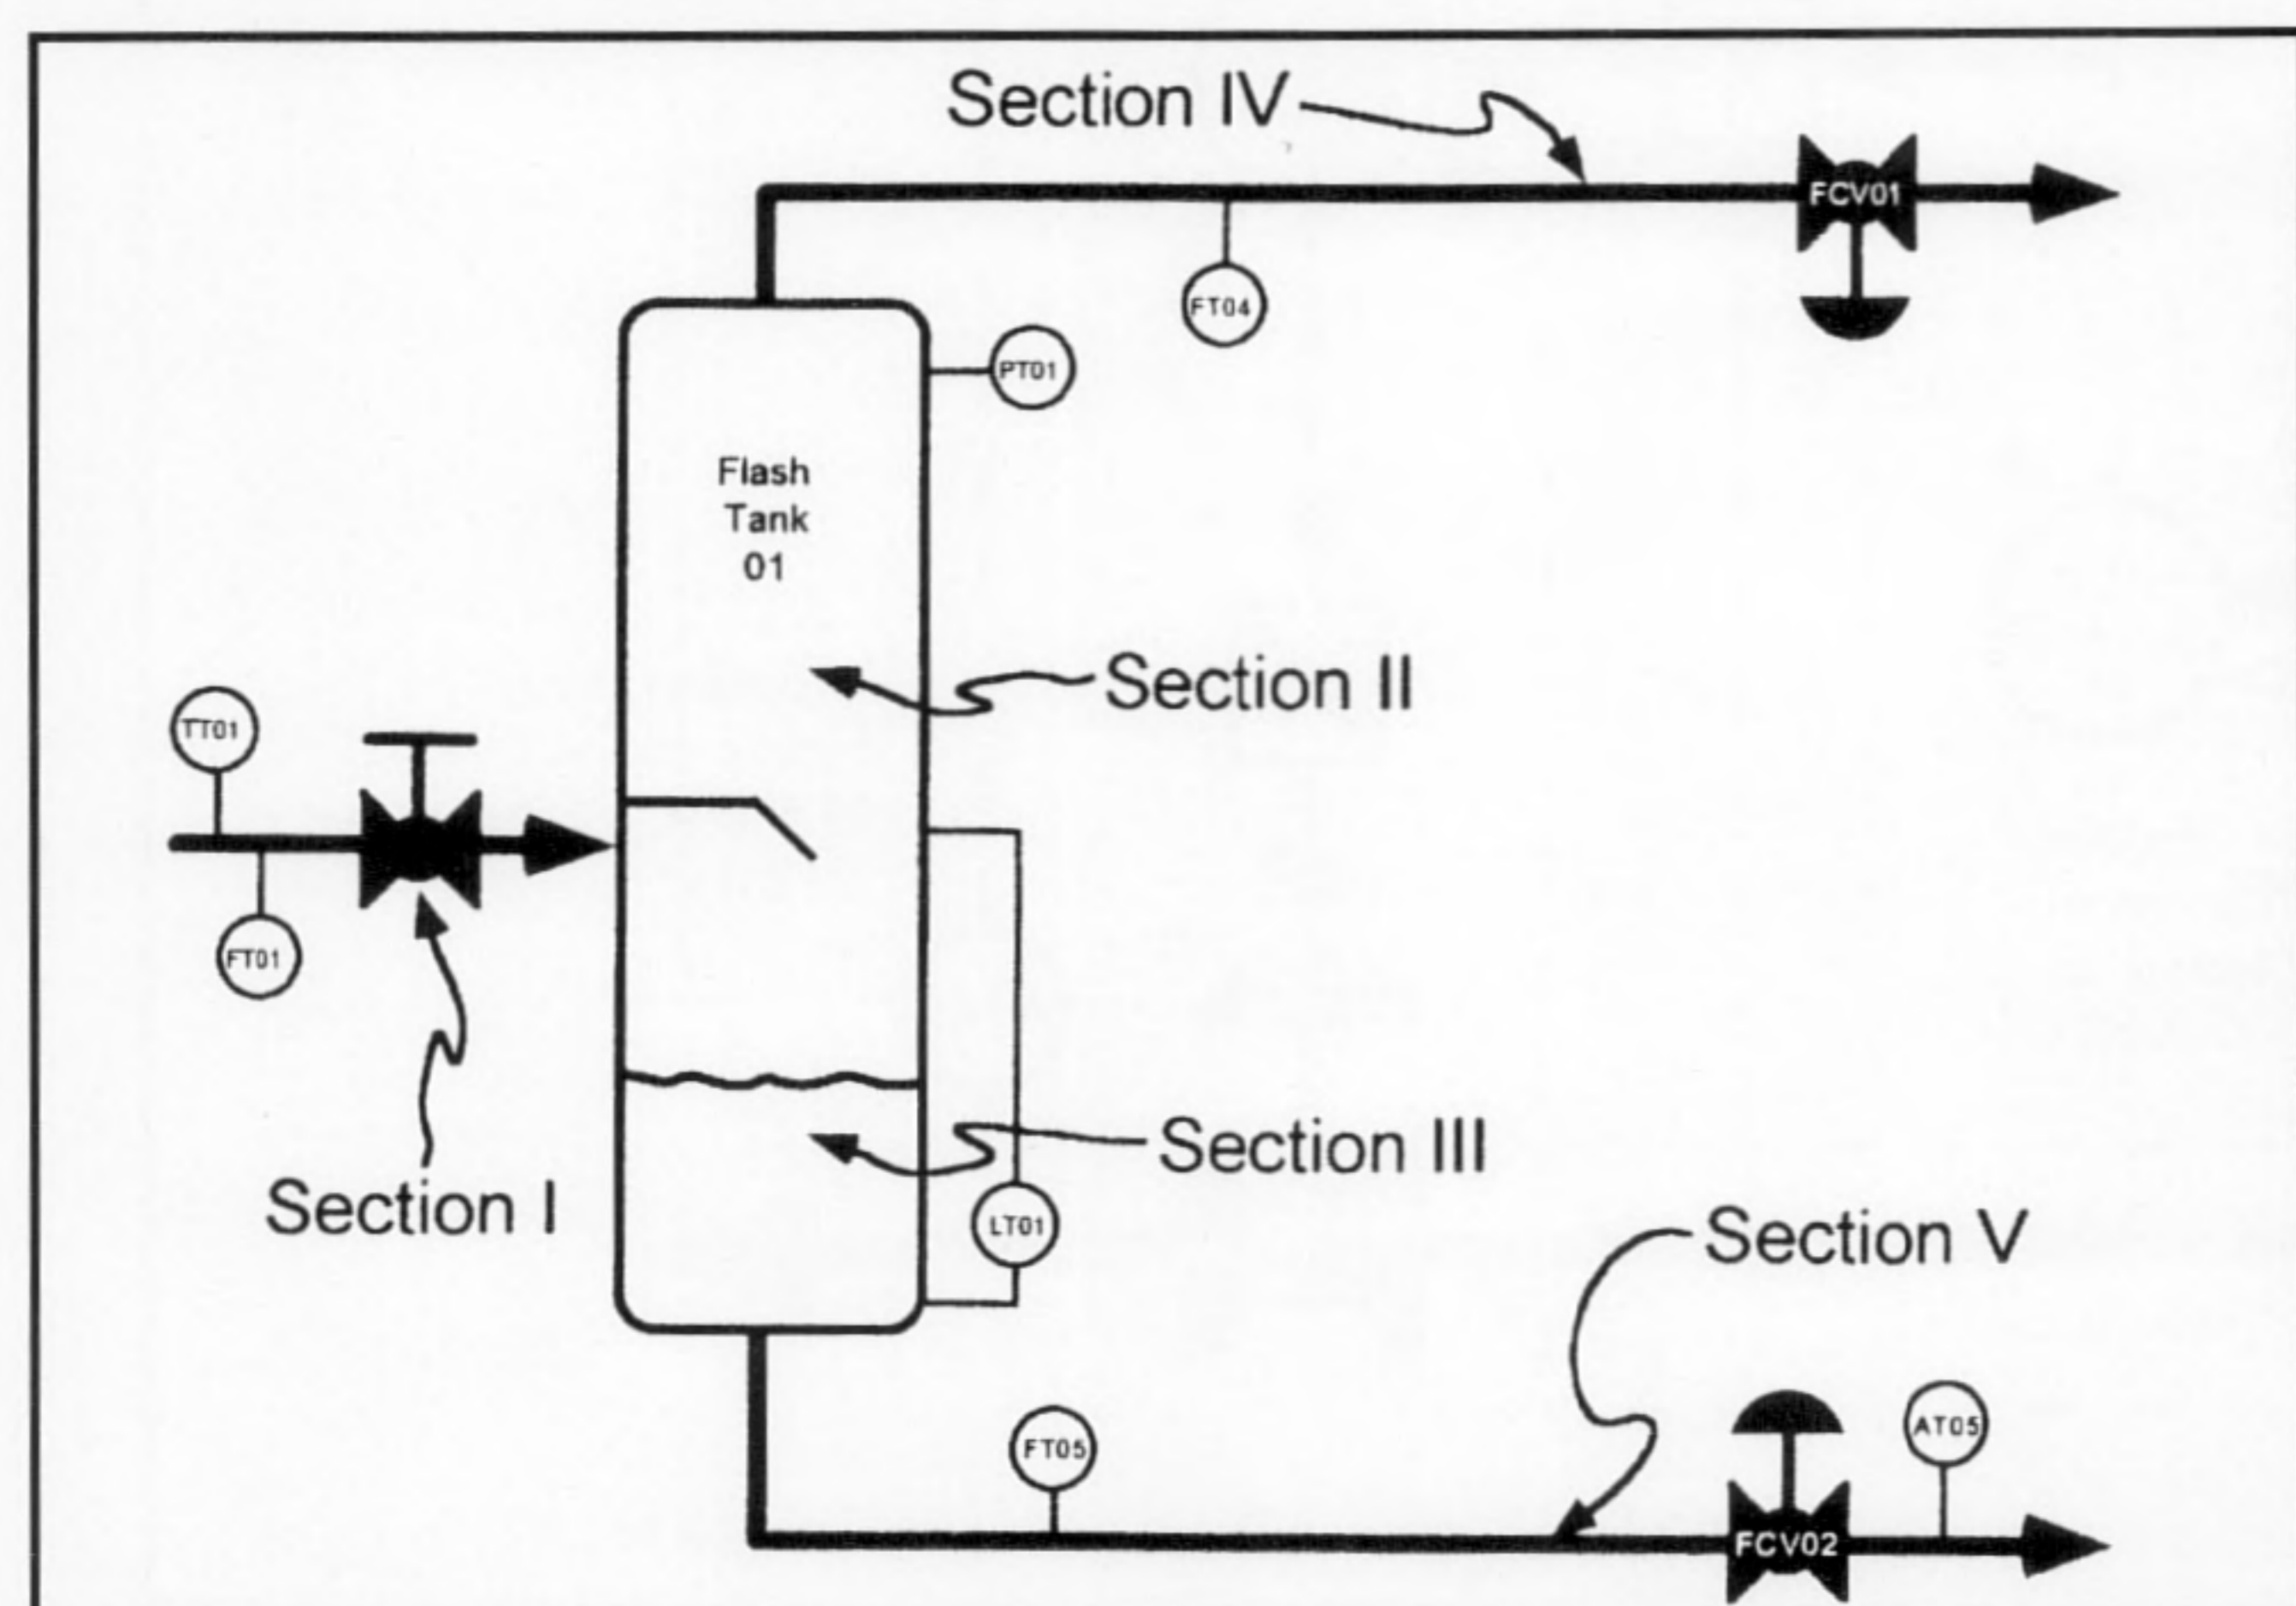 Section IV
FCV01
FT04
PT01
Flash
Tank
01
Section II
TT01
FT01
Section I
Section III
LT01
Section V
FT05
AT05
FCV02